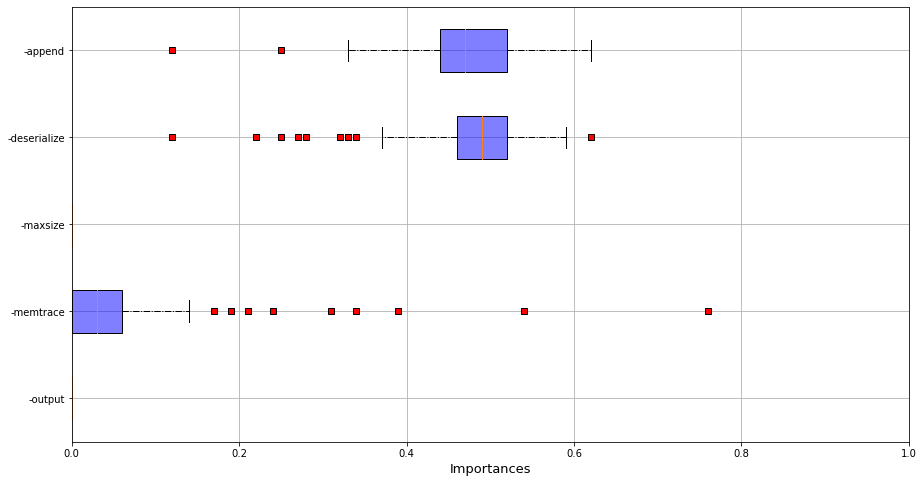 -append
-deserialize
-maxsize
-memtrace
-output
0.0 0.2 0.4 0.6 0.8 1.0
Importances